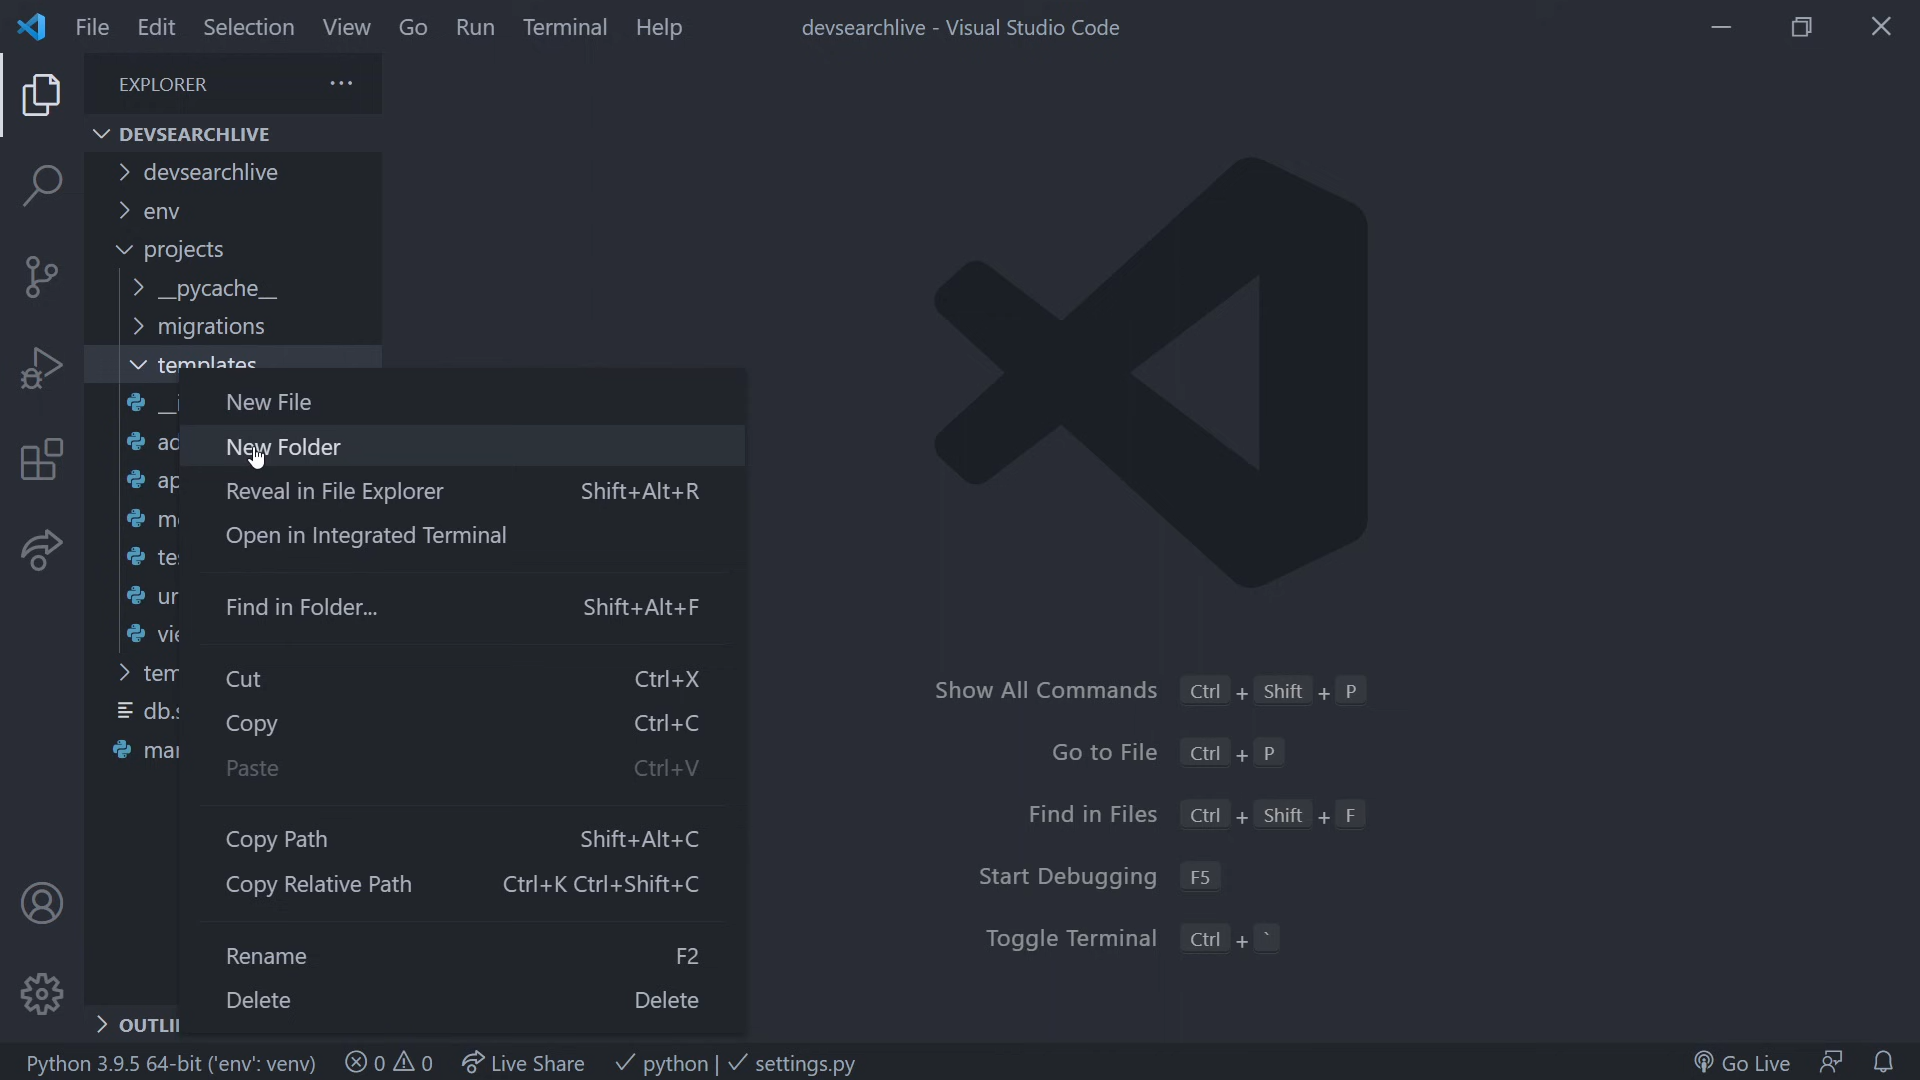 File Edit Selection View Go Run Terminal Help devsearchlive - Visual Studio Code
EXPLORER ···
DEVSEARCHLIVE
devsearchlive
env
projects
__pycache__
migrations
templates
New File
New Folder
Reveal in File Explorer Shift+Alt+R
Open in Integrated Terminal
Find in Folder... Shift+Alt+F
Cut Ctrl+X
Copy Ctrl+C
Paste Ctrl+V
Copy Path Shift+Alt+C
Copy Relative Path Ctrl+K Ctrl+Shift+C
Rename F2
Delete Delete
Show All Commands Ctrl + Shift + P
Go to File Ctrl + P
Find in Files Ctrl + Shift + F
Start Debugging F5
Toggle Terminal Ctrl + `
Python 3.9.5 64-bit ('env': venv) 0 0 Live Share python | settings.py Go Live